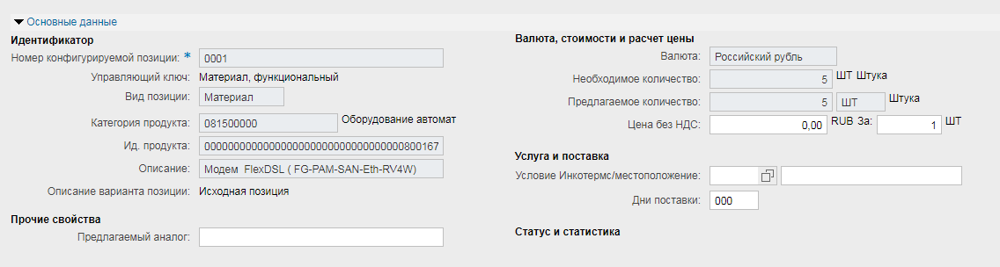 Основные данные
Идентификатор
Номер конфигурируемой позиции: * 0001
Управляющий ключ: Материал, функциональный
Вид позиции: Материал
Категория продукта: 081500000 Оборудование автомат
Ид. продукта: 0000000000000000000000000000000000800167
Описание: Модем FlexDSL ( FG-PAM-SAN-Eth-RV4W)
Описание варианта позиции: Исходная позиция
Прочие свойства
Предлагаемый аналог:
Валюта, стоимости и расчет цены
Валюта: Российский рубль
Необходимое количество: 5 ШТ Штука
Предлагаемое количество: 5 ШТ Штука
Цена без НДС: 0,00 RUB За: 1 ШТ
Услуга и поставка
Условие Инкотермс/местоположение:
Дни поставки: 000
Статус и статистика